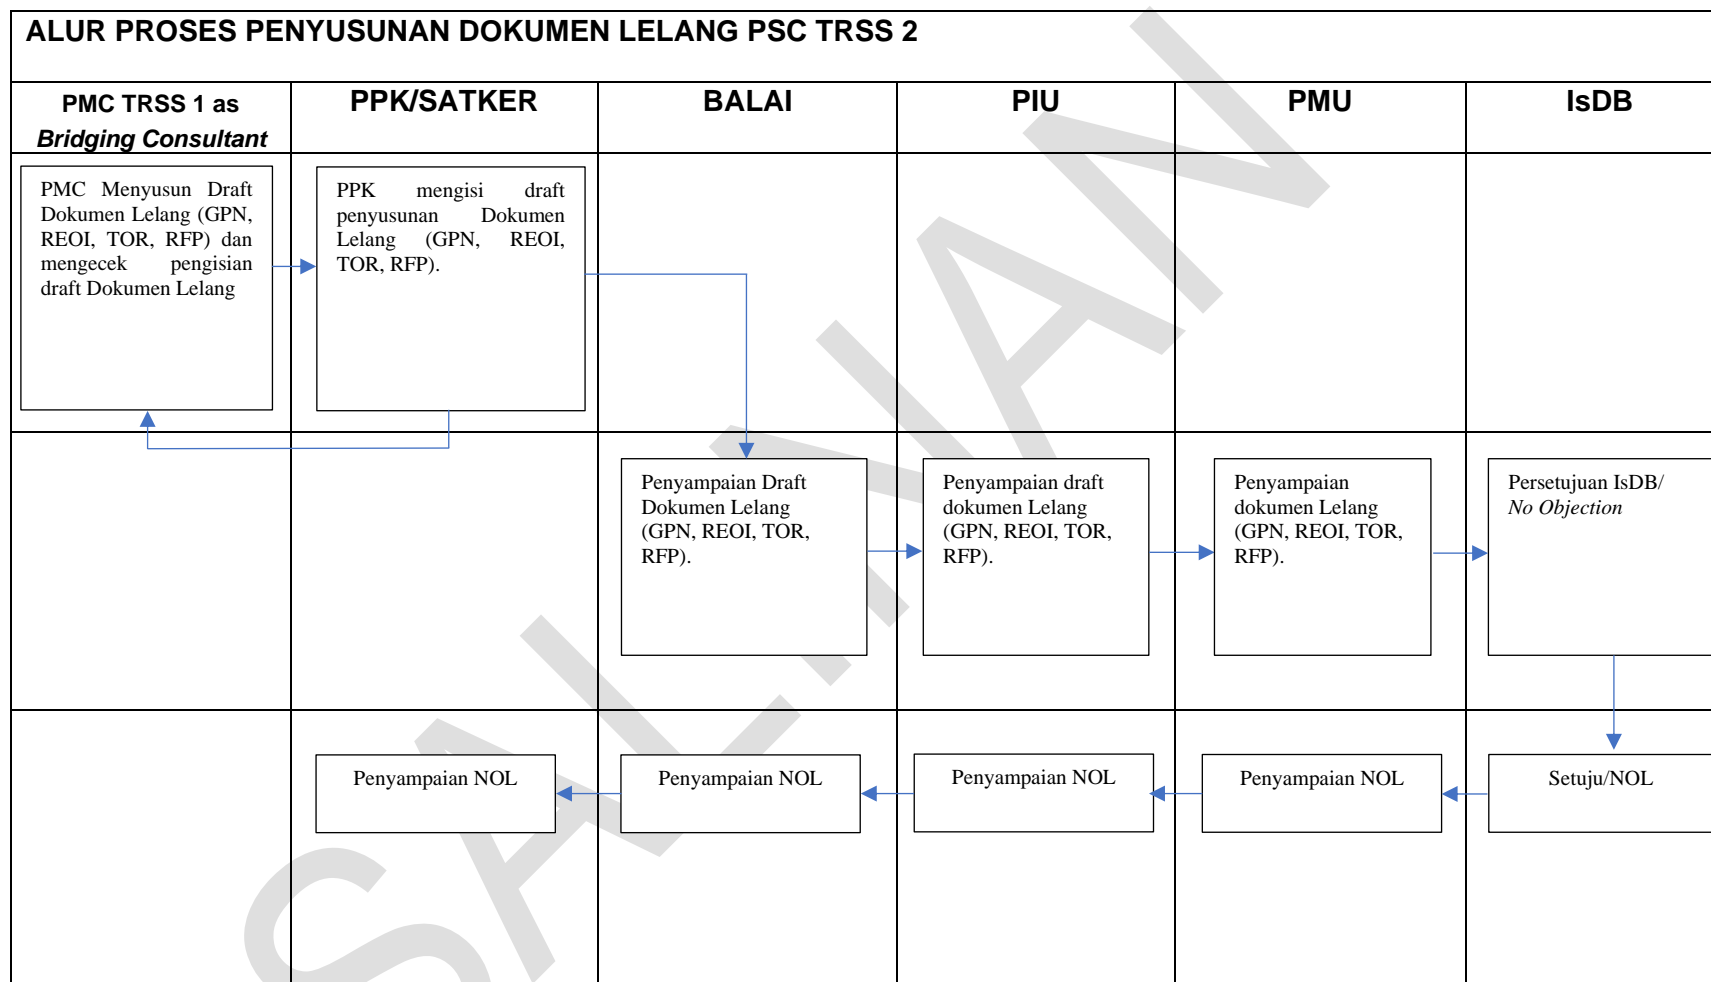 ALUR PROSES PENYUSUNAN DOKUMEN LELANG PSC TRSS 2
PMC TRSS 1 as
Bridging Consultant
PPK/SATKER
BALAI
PIU
PMU
IsDB
PMC Menyusun Draft
Dokumen Lelang (GPN,
REOI, TOR, RFP) dan
mengecek pengisian
draft Dokumen Lelang
PPK mengisi draft
penyusunan Dokumen
Lelang (GPN, REOI,
TOR, RFP).
Penyampaian Draft
Dokumen Lelang
(GPN, REOI, TOR,
RFP).
Penyampaian draft
dokumen Lelang
(GPN, REOI, TOR,
RFP).
Penyampaian
dokumen Lelang
(GPN, REOI, TOR,
RFP).
Persetujuan IsDB/
No Objection
Penyampaian NOL
Penyampaian NOL
Penyampaian NOL
Penyampaian NOL
Setuju/NOL
SALINAN